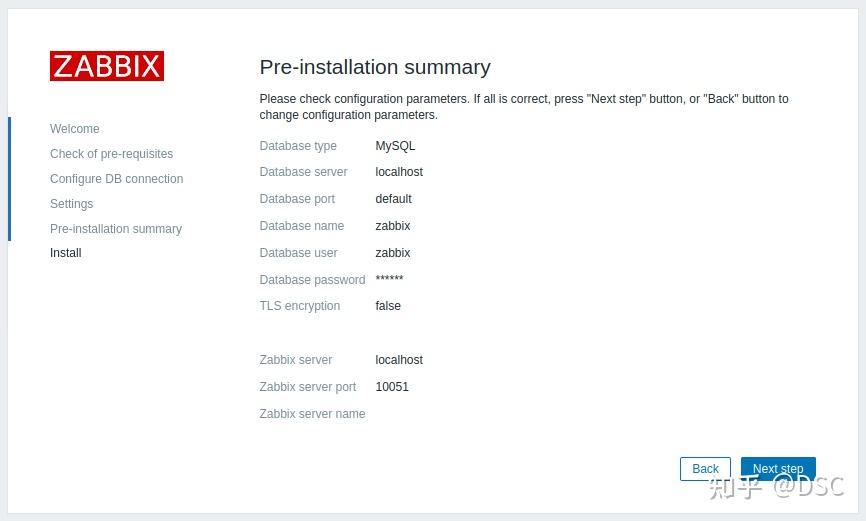 ZABBIX
Welcome
Check of pre-requisites
Configure DB connection
Settings
Pre-installation summary
Install
Pre-installation summary
Please check configuration parameters. If all is correct, press "Next step" button, or "Back" button to
change configuration parameters.
Database type MySQL
Database server localhost
Database port default
Database name zabbix
Database user zabbix
Database password ******
TLS encryption false
Zabbix server localhost
Zabbix server port 10051
Zabbix server name
Back Next step
知乎 @DSC